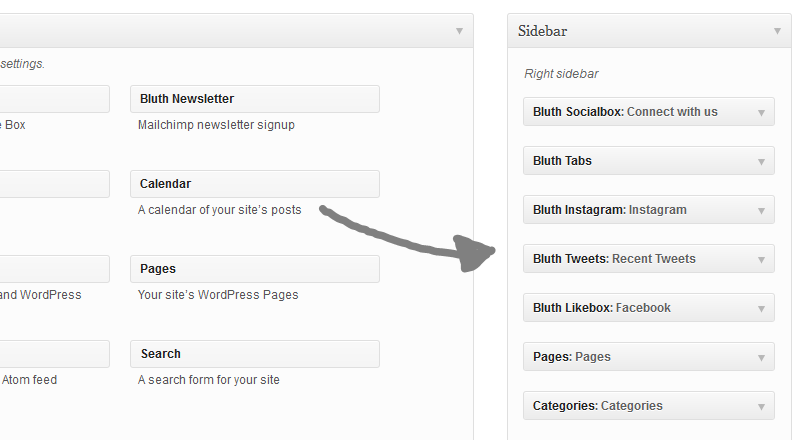 settings.
Bluth Newsletter
e Box
Mailchimp newsletter signup
Calendar
A calendar of your site's posts
Pages
and WordPress
Your site's WordPress Pages
Search
Atom feed
A search form for your site
Sidebar
Right sidebar
Bluth Socialbox: Connect with us
Bluth Tabs
Bluth Instagram: Instagram
Bluth Tweets: Recent Tweets
Bluth Likebox: Facebook
Pages: Pages
Categories: Categories